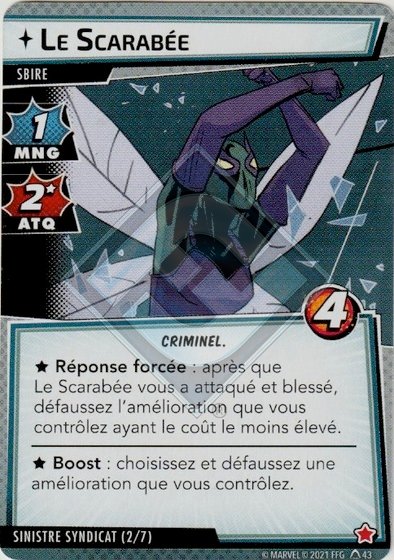 LE SCARABÉE
SBIRE
1
MNG
2★
ATQ
4
CRIMINEL.
★ Réponse forcée : après que
Le Scarabée vous a attaqué et blessé,
défaussez l'amélioration que vous
contrôlez ayant le coût le moins élevé.
★ Boost : choisissez et défaussez une
amélioration que vous contrôlez.
SINISTRE SYNDICAT (2/7)
© MARVEL © 2021 FFG 43